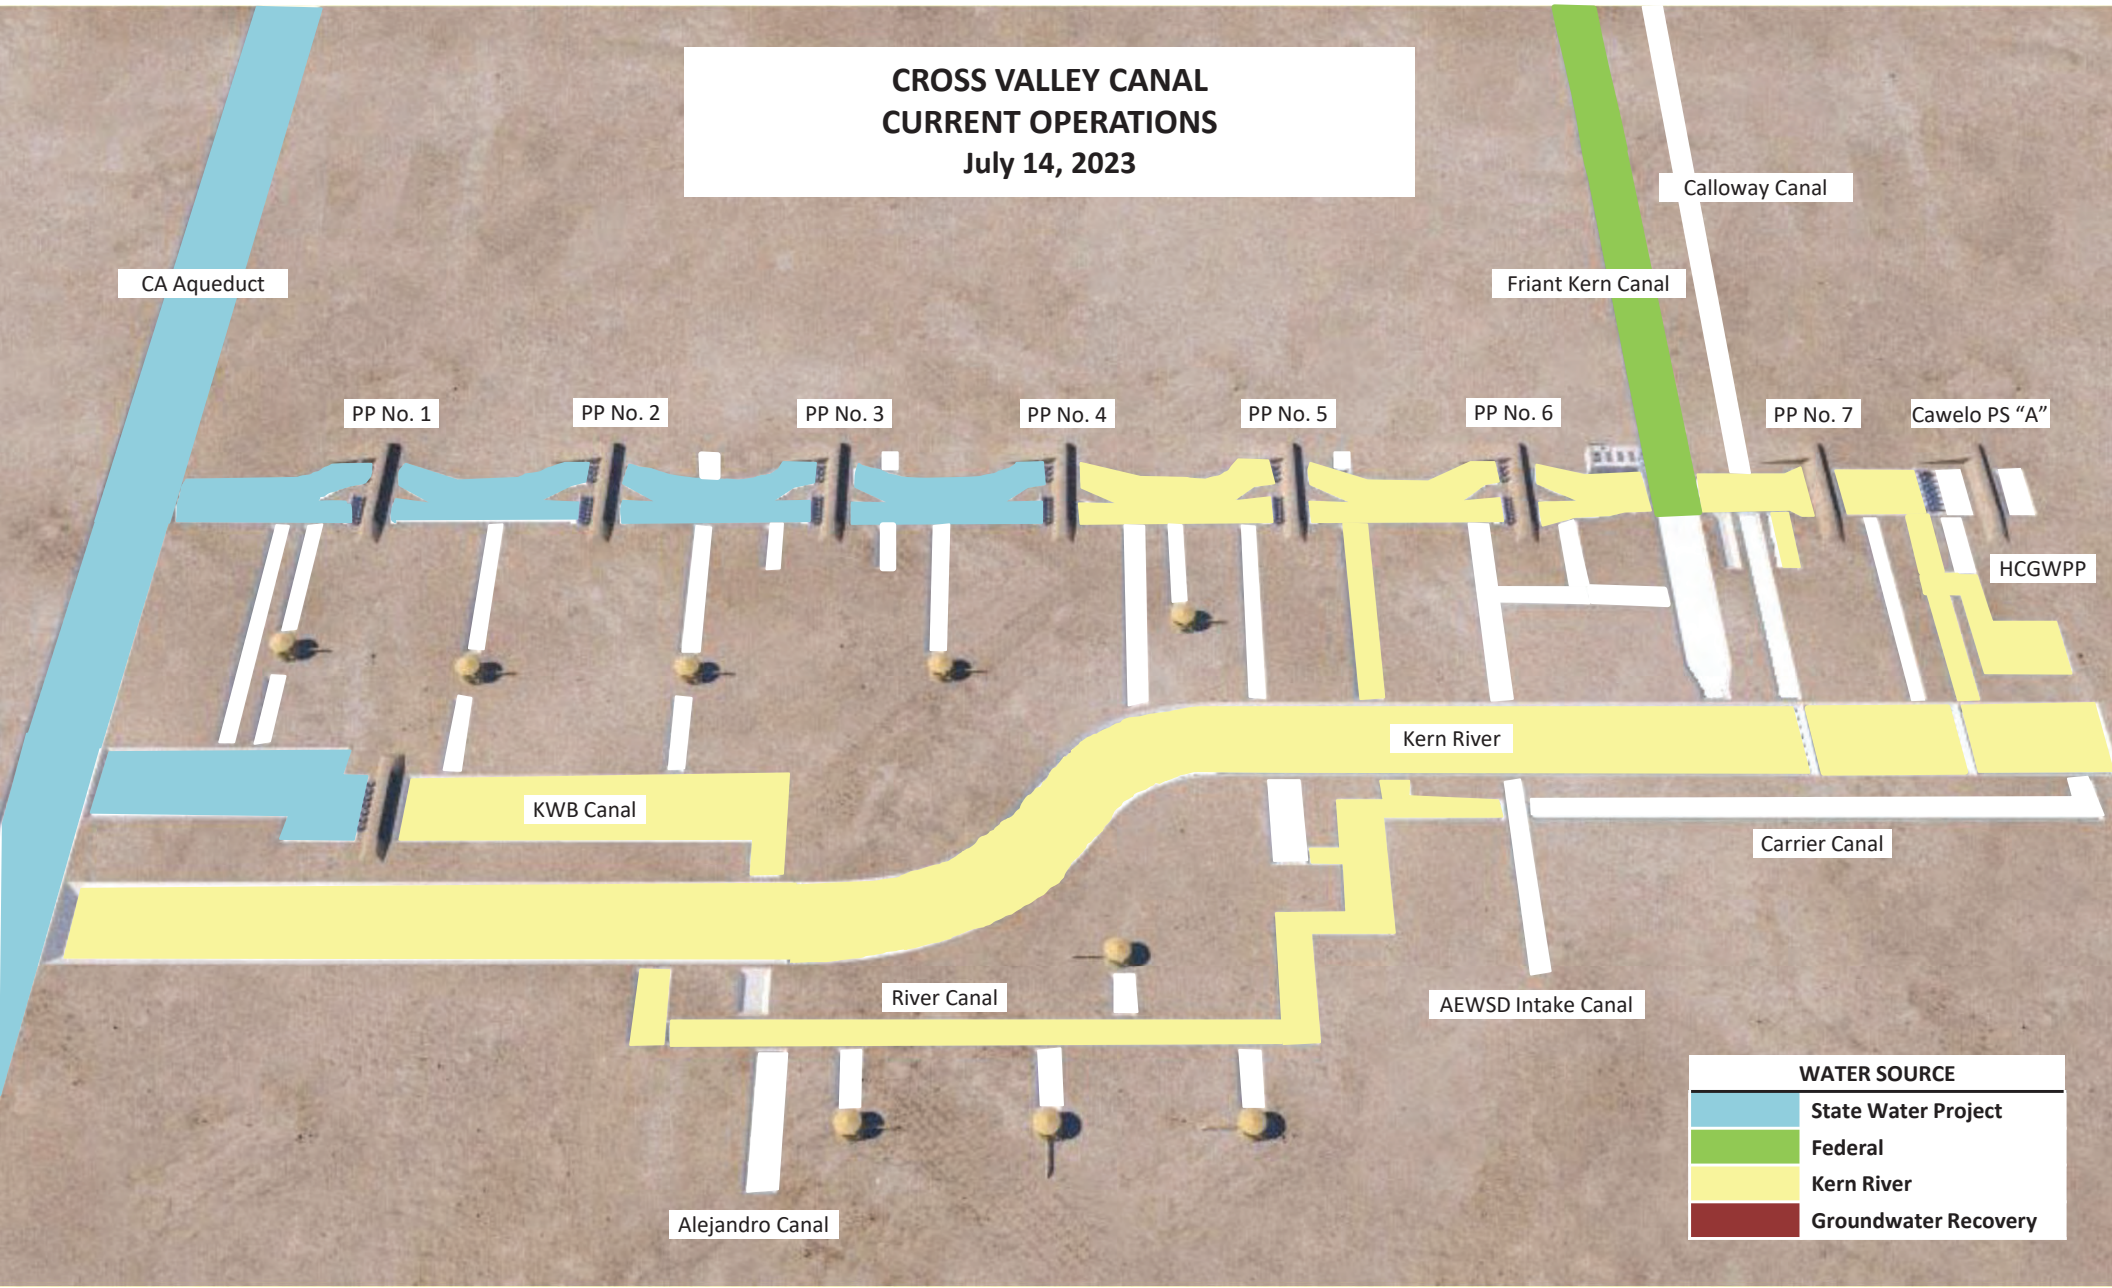 CROSS VALLEY CANAL
CURRENT OPERATIONS
July 14, 2023
Calloway Canal
CA Aqueduct
Friant Kern Canal
PP No. 1
PP No. 2
PP No. 3
PP No. 4
PP No. 5
PP No. 6
PP No. 7
Cawelo PS “A”
HCGWPP
Kern River
KWB Canal
Carrier Canal
River Canal
AEWSD Intake Canal
Alejandro Canal
WATER SOURCE
State Water Project
Federal
Kern River
Groundwater Recovery